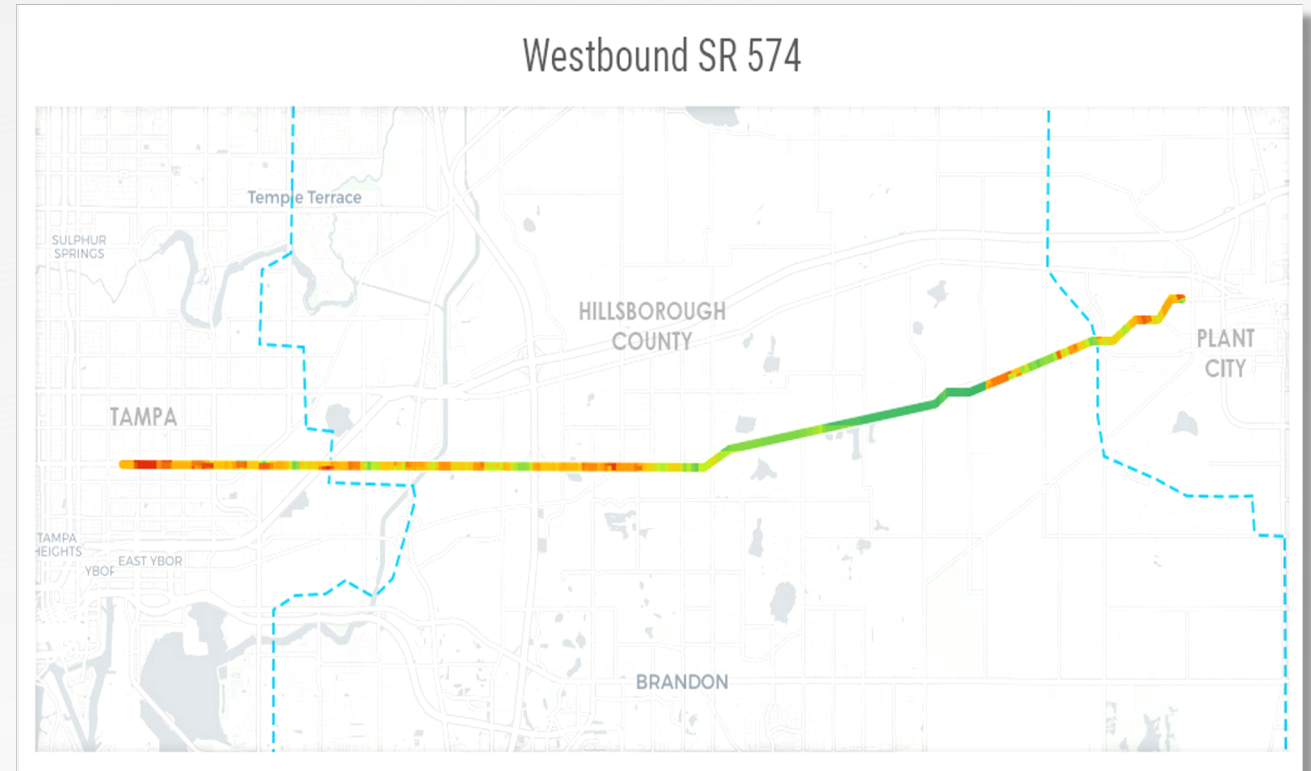 Westbound SR 574
Temple Terrace
SULPHUR
SPRINGS
HILLSBOROUGH
COUNTY
PLANT
CITY
TAMPA
TAMPA
HEIGHTS
EAST YBOR
YBOR
BRANDON